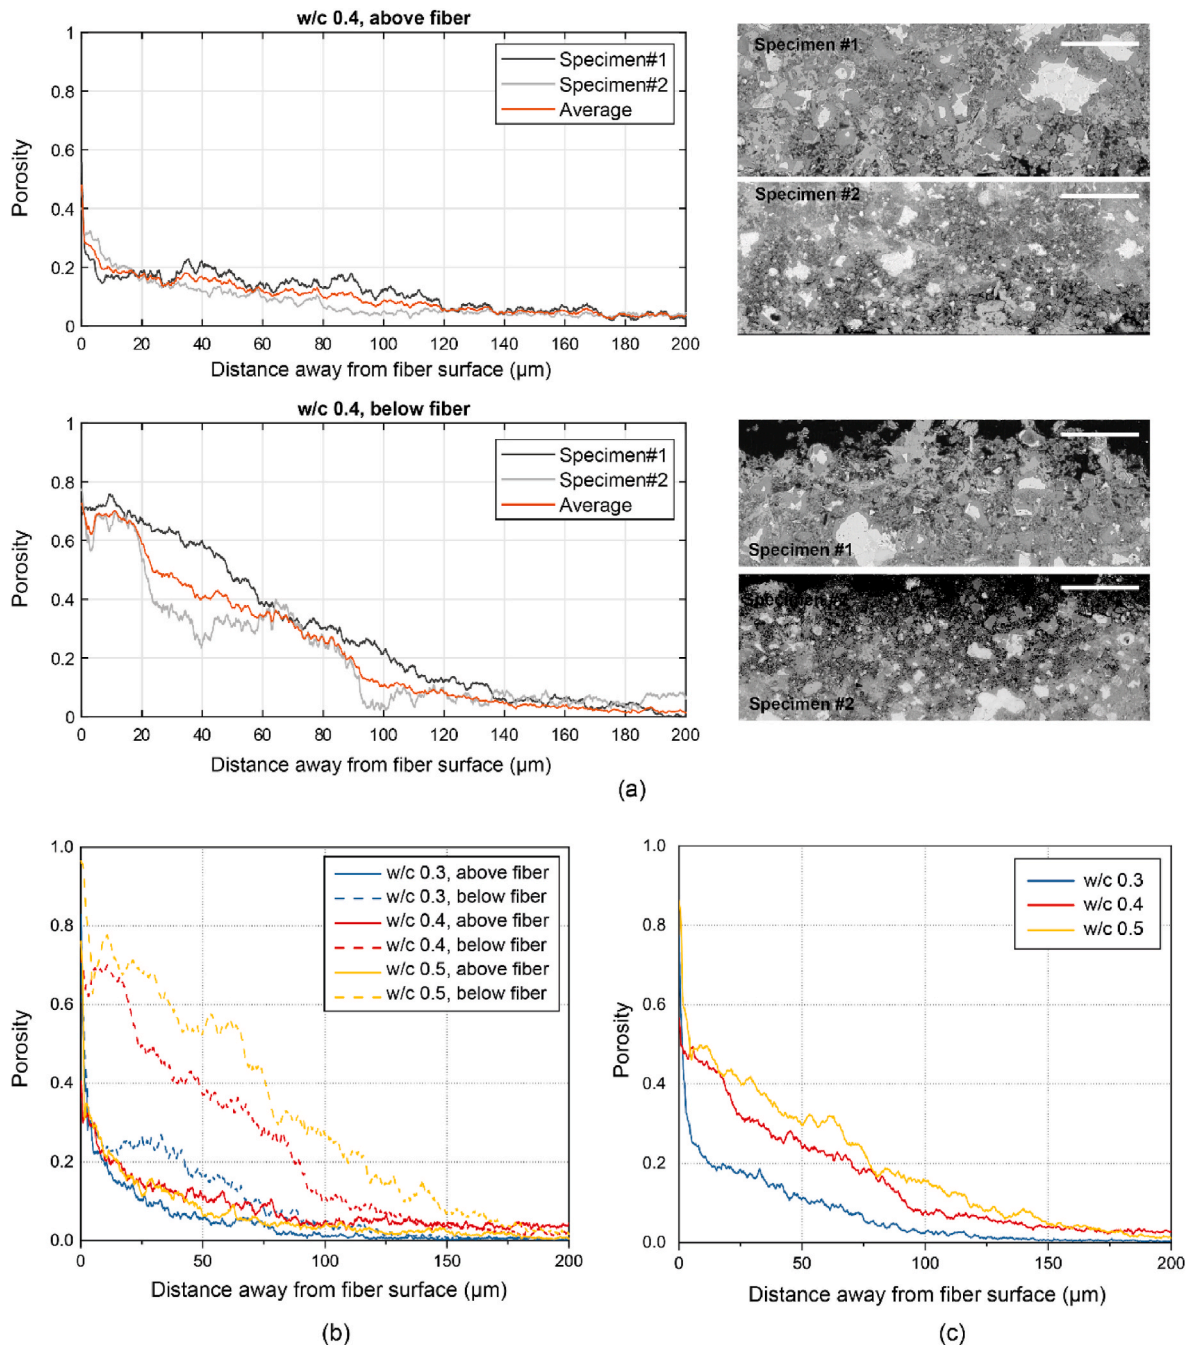 w/c 0.4, above fiber
1
0.8
0.6
0.4
0.2
0
Porosity
Specimen#1
Specimen#2
Average
0 20 40 60 80 100 120 140 160 180 200
Distance away from fiber surface (µm)
Specimen #1
Specimen #2
w/c 0.4, below fiber
1
0.8
0.6
0.4
0.2
0
Porosity
Specimen#1
Specimen#2
Average
0 20 40 60 80 100 120 140 160 180 200
Distance away from fiber surface (µm)
Specimen #1
Specimen #2
Specimen #2
(a)
1.0
0.8
0.6
0.4
0.2
0.0
Porosity
w/c 0.3, above fiber
w/c 0.3, below fiber
w/c 0.4, above fiber
w/c 0.4, below fiber
w/c 0.5, above fiber
w/c 0.5, below fiber
0 50 100 150 200
Distance away from fiber surface (µm)
(b)
1.0
0.8
0.6
0.4
0.2
0.0
Porosity
w/c 0.3
w/c 0.4
w/c 0.5
0 50 100 150 200
Distance away from fiber surface (µm)
(c)